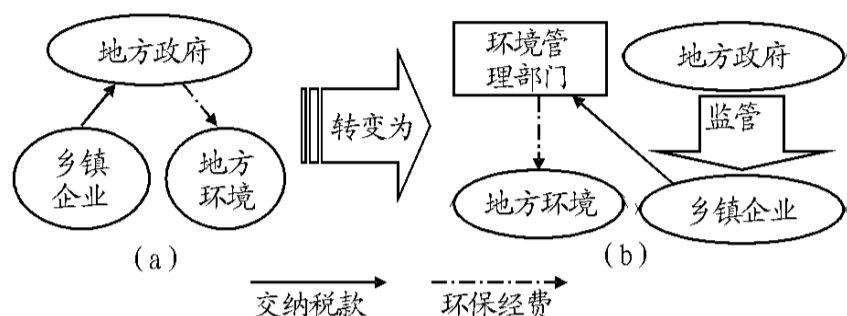 地方政府
乡镇
企业
地方
环境
(a)
转变为
环境管
理部门
地方政府
监管
地方环境
乡镇企业
(b)
交纳税款
环保经费